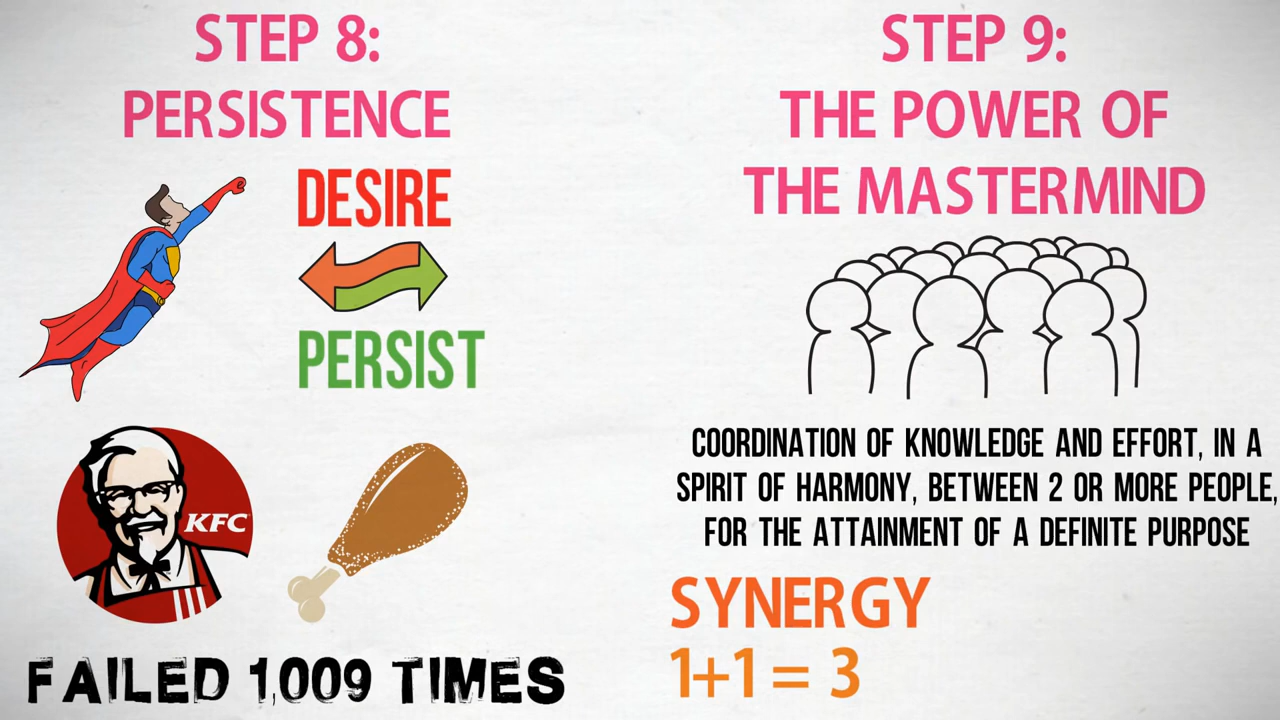 STEP 8:
PERSISTENCE
DESIRE
PERSIST
KFC
FAILED 1,009 TIMES
STEP 9:
THE POWER OF
THE MASTERMIND
COORDINATION OF KNOWLEDGE AND EFFORT, IN A
SPIRIT OF HARMONY, BETWEEN 2 OR MORE PEOPLE,
FOR THE ATTAINMENT OF A DEFINITE PURPOSE
SYNERGY
1+1= 3